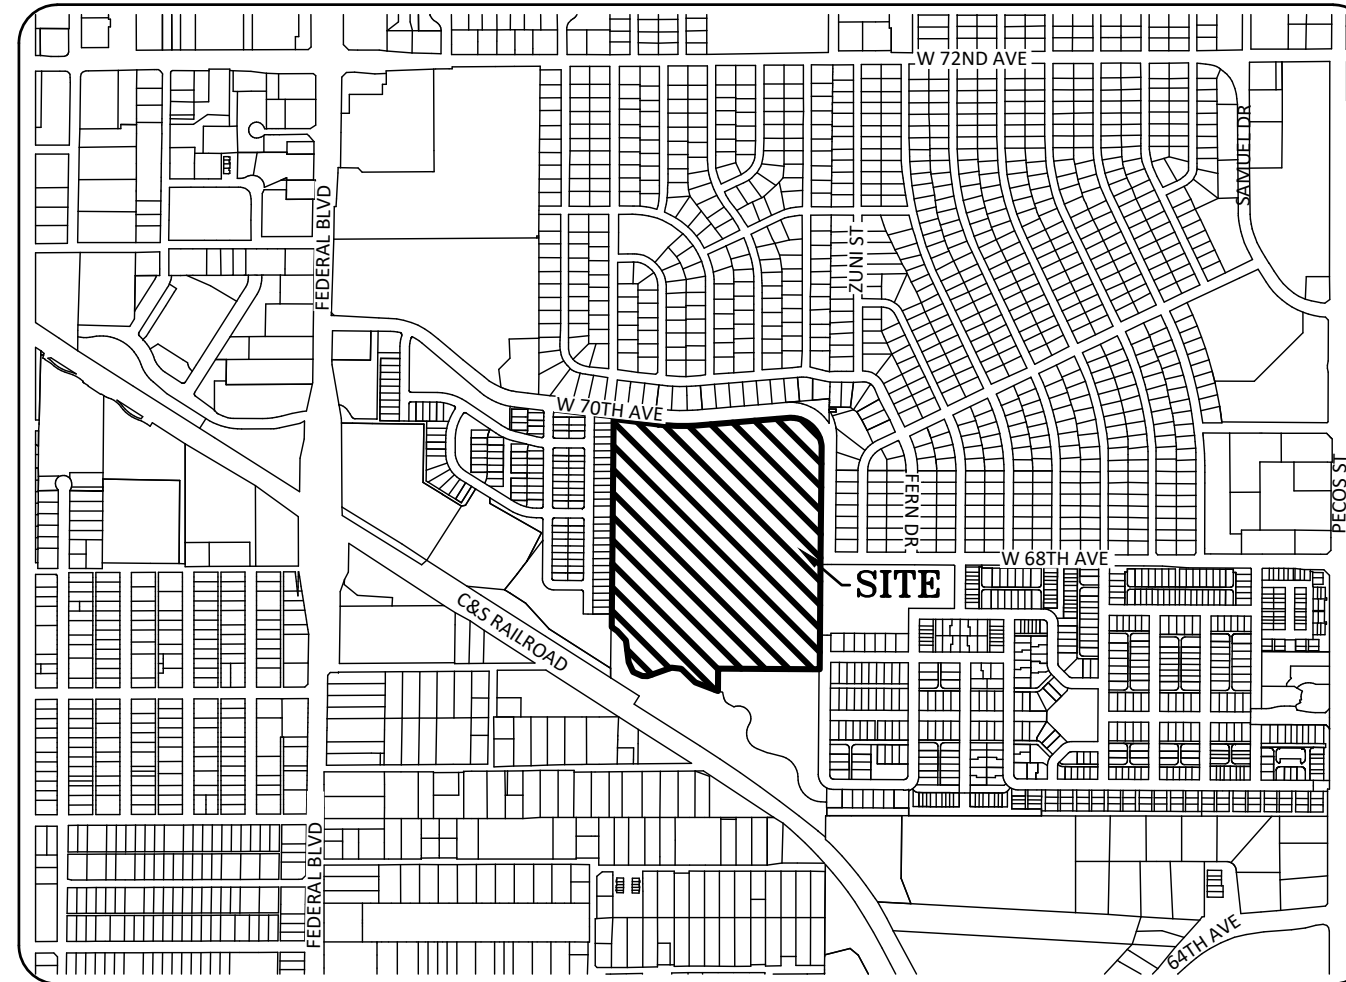 W 72ND AVE
SAMUEL DR
FEDERAL BLVD
ZUNI ST
W 70TH AVE
PECOS ST
FERN DR
W 68TH AVE
SITE
C&S RAILROAD
FEDERAL BLVD
64TH AVE